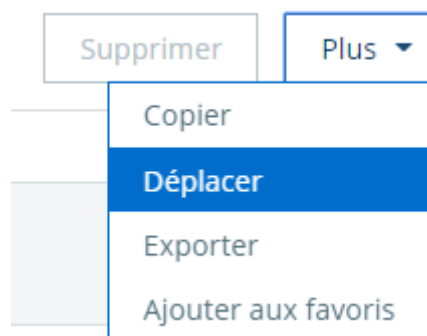 Supprimer
Plus
Copier
Déplacer
Exporter
Ajouter aux favoris